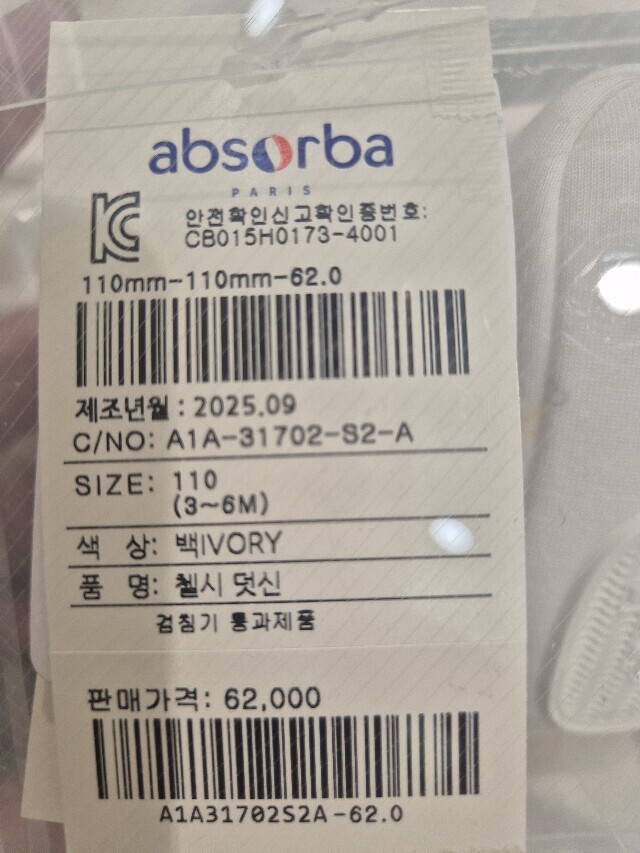 absorba
PARIS
안전확인신고확인증번호:
CB015H0173-4001
110mm-110mm-62.0
제조년월 : 2025.09
C/NO: A1A-31702-S2-A
SIZE: 110
(3~6M)
색 상: 백IVORY
품 명: 첼시 덧신
검침기 통과제품
판매가격: 62,000
A1A31702S2A-62.0